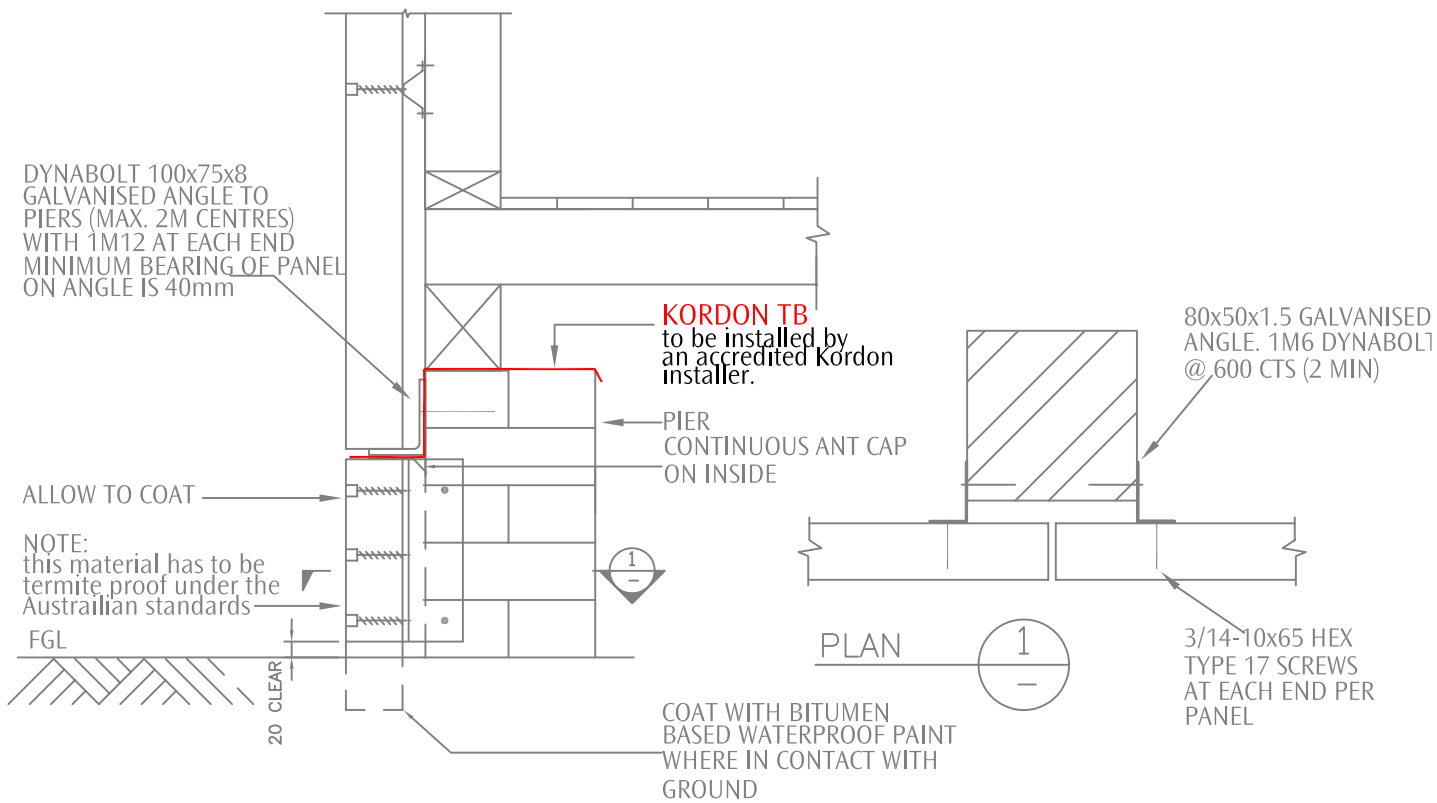 DYNABOLT 100x75x8
GALVANISED ANGLE TO
PIERS (MAX. 2M CENTRES)
WITH 1M12 AT EACH END
MINIMUM BEARING OF PANEL
ON ANGLE IS 40mm
KORDON TB
to be installed by
an accredited Kordon
installer.
PIER
CONTINUOUS ANT CAP
ON INSIDE
ALLOW TO COAT
NOTE:
this material has to be
termite proof under the
Austrailian standards
FGL
20 CLEAR
1
–
COAT WITH BITUMEN
BASED WATERPROOF PAINT
WHERE IN CONTACT WITH
GROUND
80x50x1.5 GALVANISED
ANGLE. 1M6 DYNABOLT
@ 600 CTS (2 MIN)
PLAN
1
–
3/14-10x65 HEX
TYPE 17 SCREWS
AT EACH END PER
PANEL